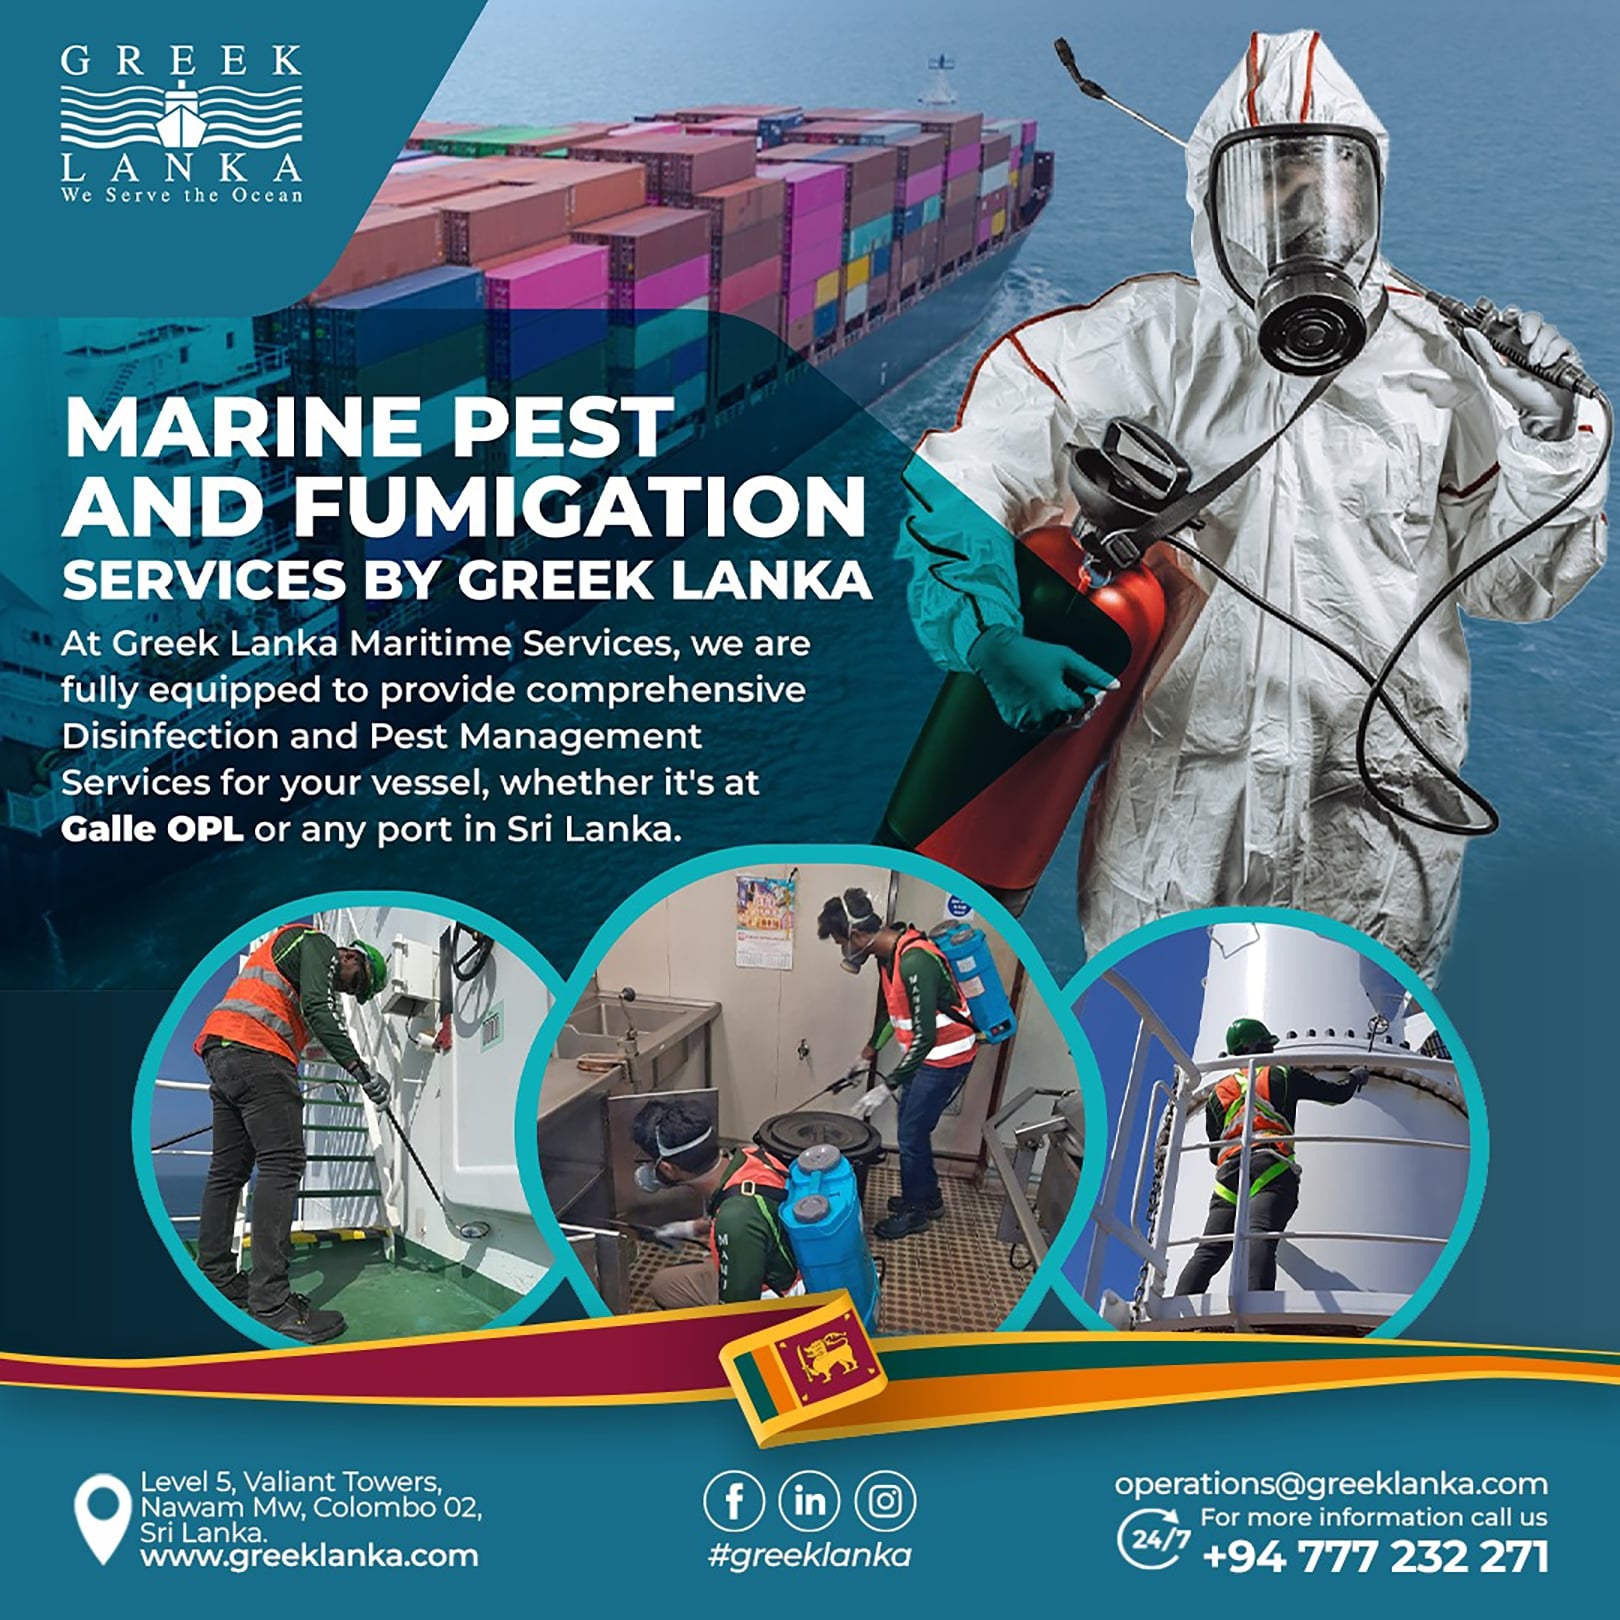 GREEK
LANKA
We Serve the Ocean
MARINE PEST
AND FUMIGATION
SERVICES BY GREEK LANKA
At Greek Lanka Maritime Services, we are
fully equipped to provide comprehensive
Disinfection and Pest Management
Services for your vessel, whether it's at
Galle OPL or any port in Sri Lanka.
Level 5, Valiant Towers,
Nawam Mw, Colombo 02,
Sri Lanka.
www.greeklanka.com
#greeklanka
operations@greeklanka.com
24/7
For more information call us
+94 777 232 271